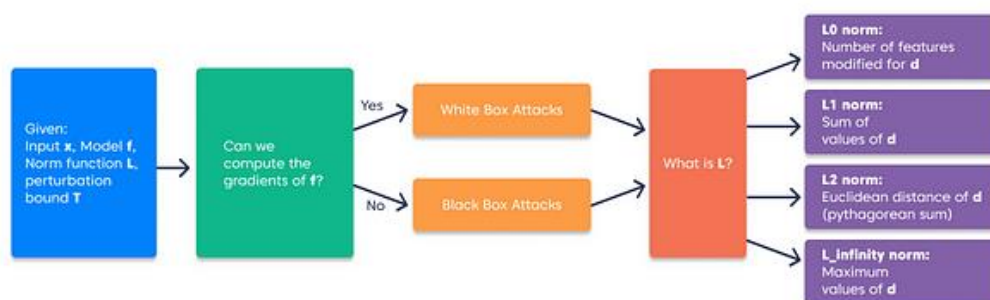 Given:
Input x, Model f,
Norm function L,
perturbation
bound T
Can we
compute the
gradients of f?
Yes
No
White Box Attacks
Black Box Attacks
What is L?
L0 norm:
Number of features
modified for d
L1 norm:
Sum of
values of d
L2 norm:
Euclidean distance of d
(pythagorean sum)
L_infinity norm:
Maximum
values of d